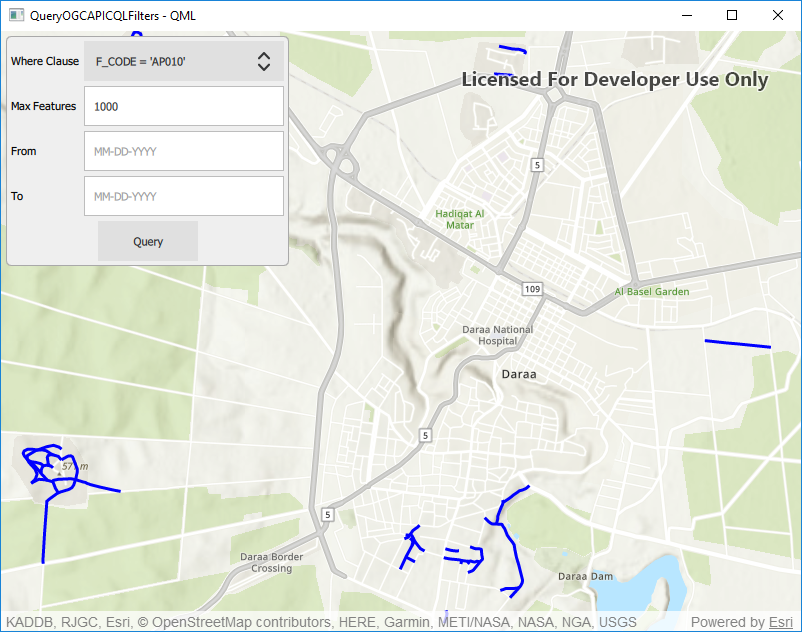 QueryOGCAPICQLFilters - QML
Where Clause
F_CODE = 'AP010'
Max Features
1000
From
MM-DD-YYYY
To
MM-DD-YYYY
Query
Licensed For Developer Use Only
5
Hadiqat Al
Matar
109
Al Basel Garden
Daraa National
Hospital
Daraa
5
5
Daraa Border
Crossing
Daraa Dam
KADDB, RJGC, Esri, © OpenStreetMap contributors, HERE, Garmin, METI/NASA, NASA, NGA, USGS
Powered by Esri